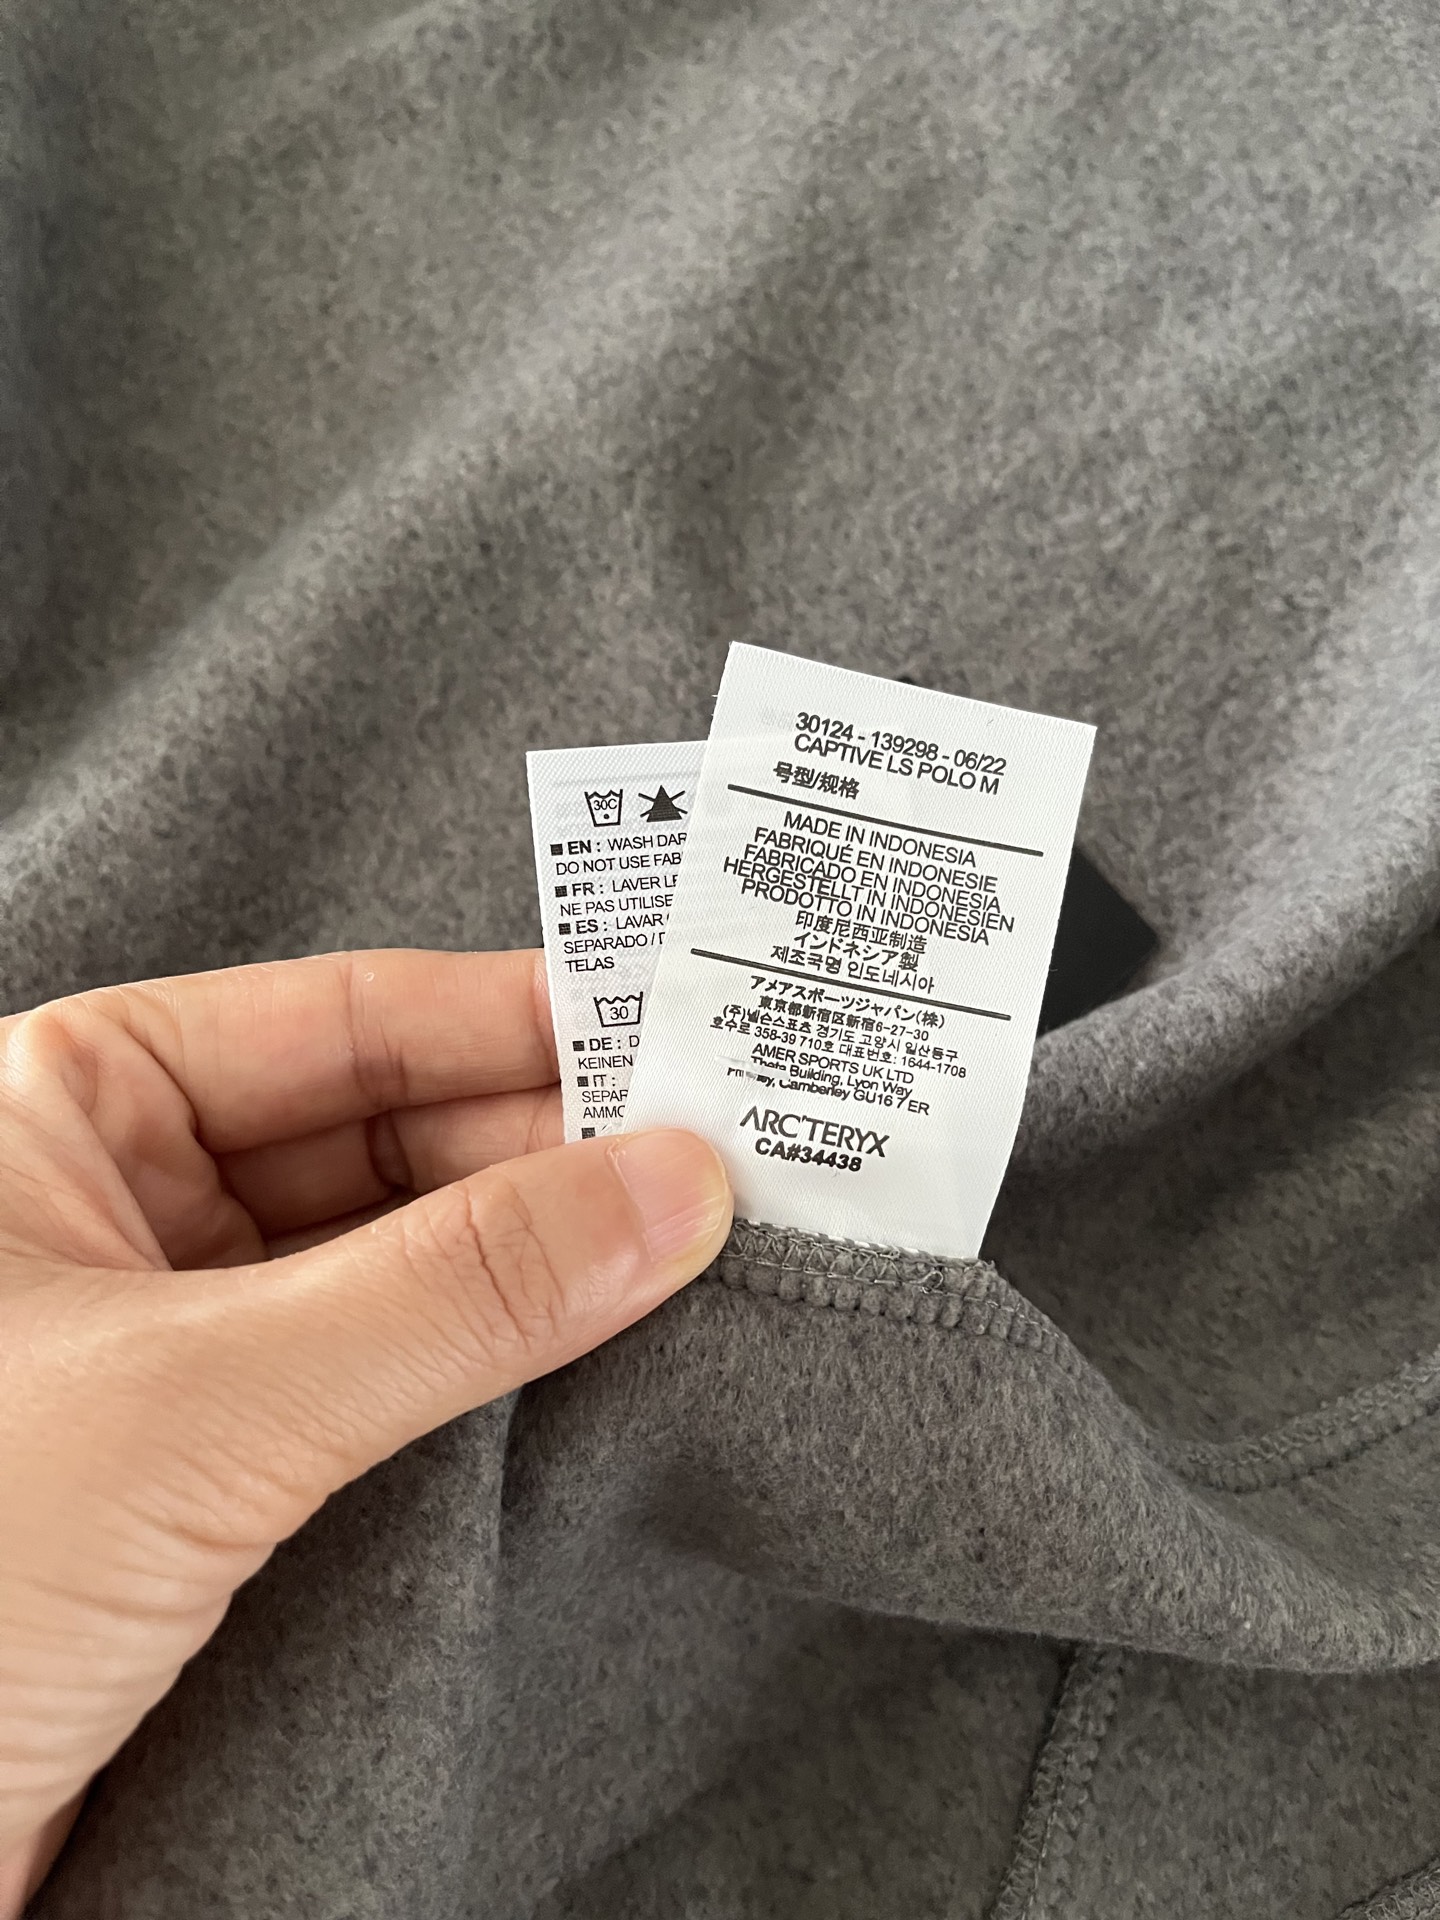 30124 - 139298 - 06/22
CAPTIVE LS POLO M
号型/规格
MADE IN INDONESIA
FABRIQUÉ EN INDONESIE
FABRICADO EN INDONESIA
HERGESTELLT IN INDONESIEN
PRODOTTO IN INDONESIA
印度尼西亚制造
インドネシア製
제조국명 인도네시아
アメアスポーツジャパン(株)
東京都新宿区新宿6-27-30
(주)넬슨스포츠 경기도 고양시 일산동구
호수로 358-39 710호 대표번호: 1644-1708
AMER SPORTS UK LTD
Theta Building, Lyon Way
Camberley GU16 7ER
ARC'TERYX
CA#34438
30C
EN : WASH DAR
DO NOT USE FAB
FR : LAVER LE
NE PAS UTILISE
ES : LAVAR
SEPARADO / D
TELAS
30
DE : D
KEINEN
IT :
SEPAR
AMMO